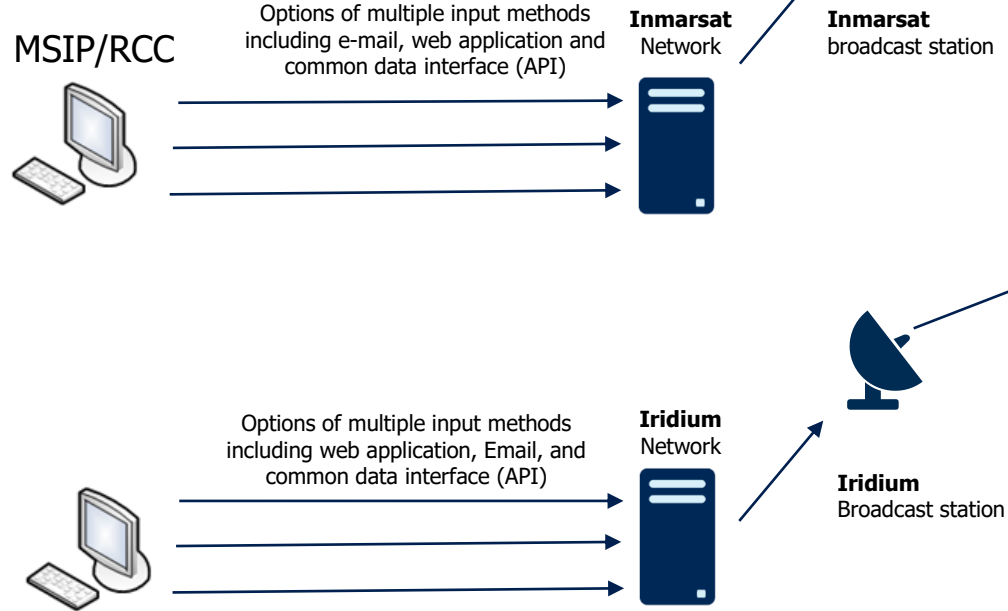 Options of multiple input methods
including e-mail, web application and
common data interface (API)
MSIP/RCC
Inmarsat
Network
Inmarsat
broadcast station
Options of multiple input methods
including web application, Email, and
common data interface (API)
Iridium
Network
Iridium
Broadcast station